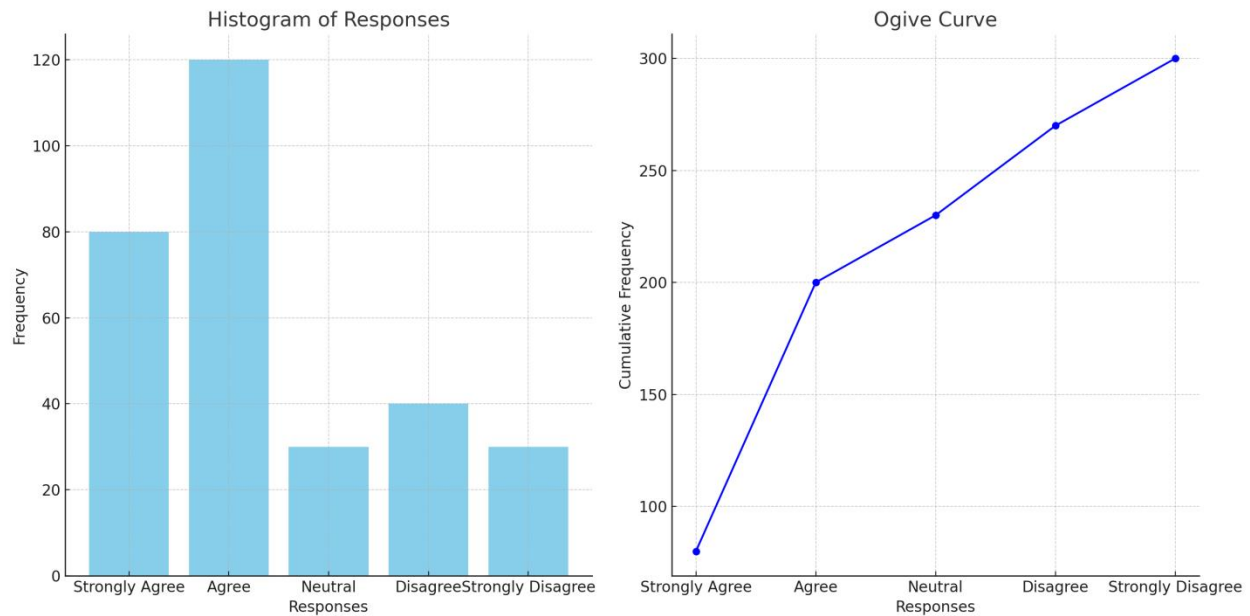 Histogram of Responses
Frequency
120
100
80
60
40
20
0
Strongly Agree
Agree
Neutral
Disagree
Strongly Disagree
Responses
Ogive Curve
Cumulative Frequency
300
250
200
150
100
Strongly Agree
Agree
Neutral
Disagree
Strongly Disagree
Responses